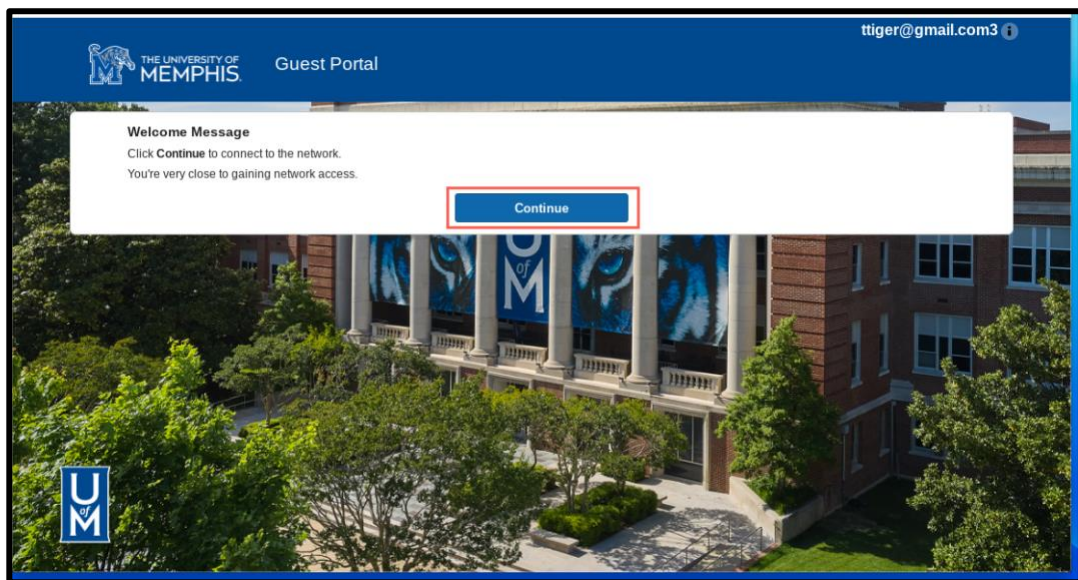 ttiger@gmail.com3
THE UNIVERSITY OF
MEMPHIS.
Guest Portal
Welcome Message
Click Continue to connect to the network.
You're very close to gaining network access.
Continue
U
of
M
U
of
M